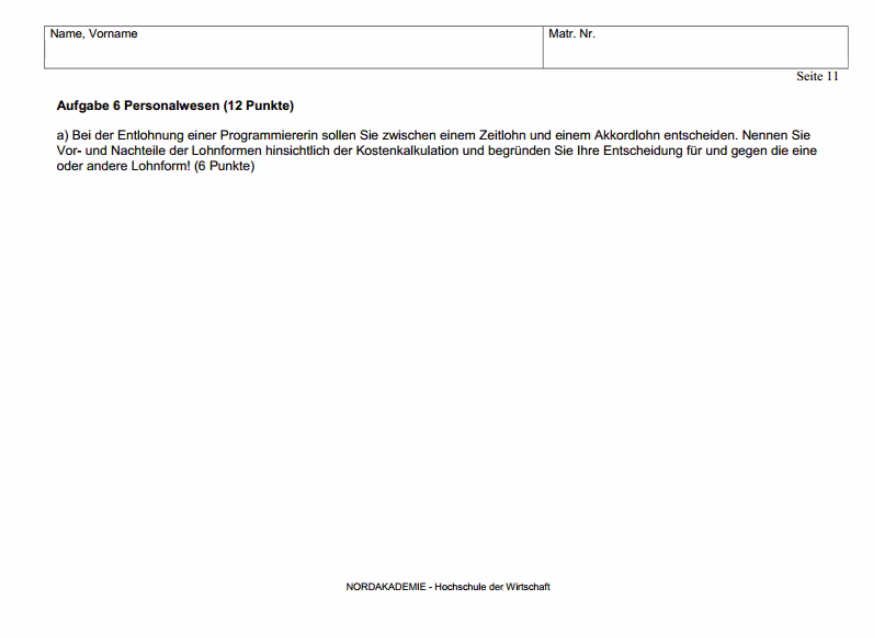 Name, Vorname
Matr. Nr.
Seite 11
Aufgabe 6 Personalwesen (12 Punkte)
a) Bei der Entlohnung einer Programmiererin sollen Sie zwischen einem Zeitlohn und einem Akkordlohn entscheiden. Nennen Sie
Vor- und Nachteile der Lohnformen hinsichtlich der Kostenkalkulation und begründen Sie Ihre Entscheidung für und gegen die eine
oder andere Lohnform! (6 Punkte)
NORDAKADEMIE - Hochschule der Wirtschaft